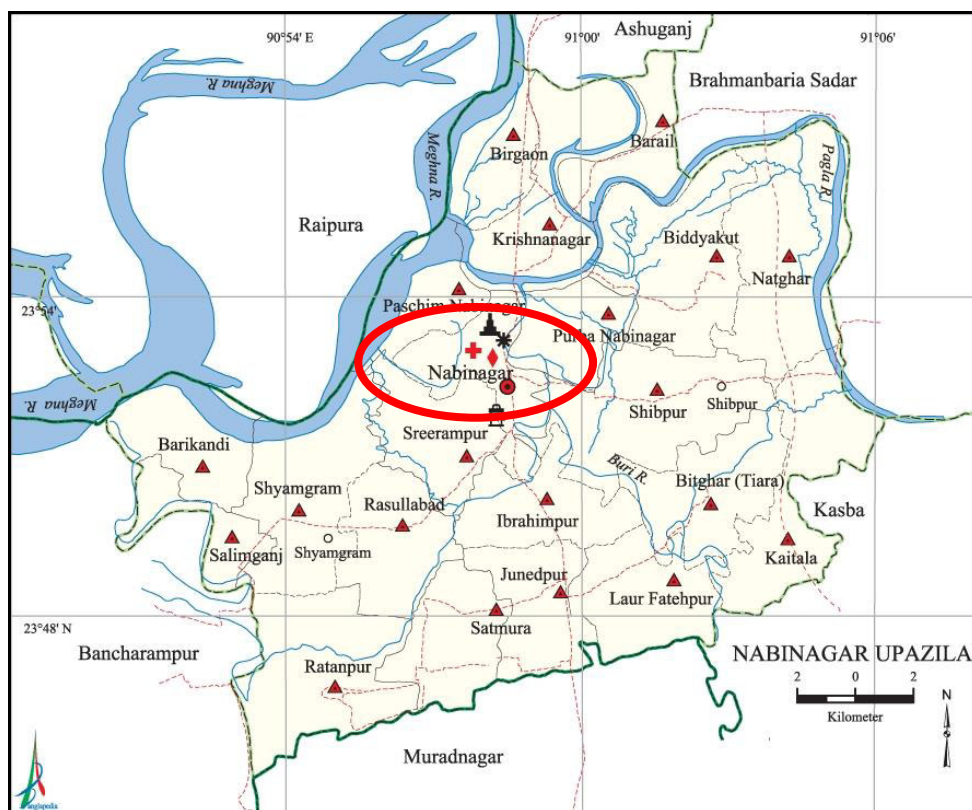 90°54' E
91°00'
91°06'
Ashuganj
Meghna R.
Meghna R.
Brahmanbaria Sadar
Meghna R.
Birgaon
Barail
Pagla R.
Raipura
Krishnanagar
Biddyakut
Natghar
23°54'
Paschim Nabinagar
Purba Nabinagar
Nabinagar
Meghna R.
Meghna R.
Shibpur
Shibpur
Barikandi
Sreerampur
Buri R.
Bitghar (Tiara)
Shyamgram
Rasullabad
Ibrahimpur
Kasba
Salimganj
Shyamgram
Kaitala
Junedpur
Laur Fatehpur
23°48' N
Satmura
Bancharampur
Ratanpur
NABINAGAR UPAZILA
2 0 2
Kilometer
N
Muradnagar